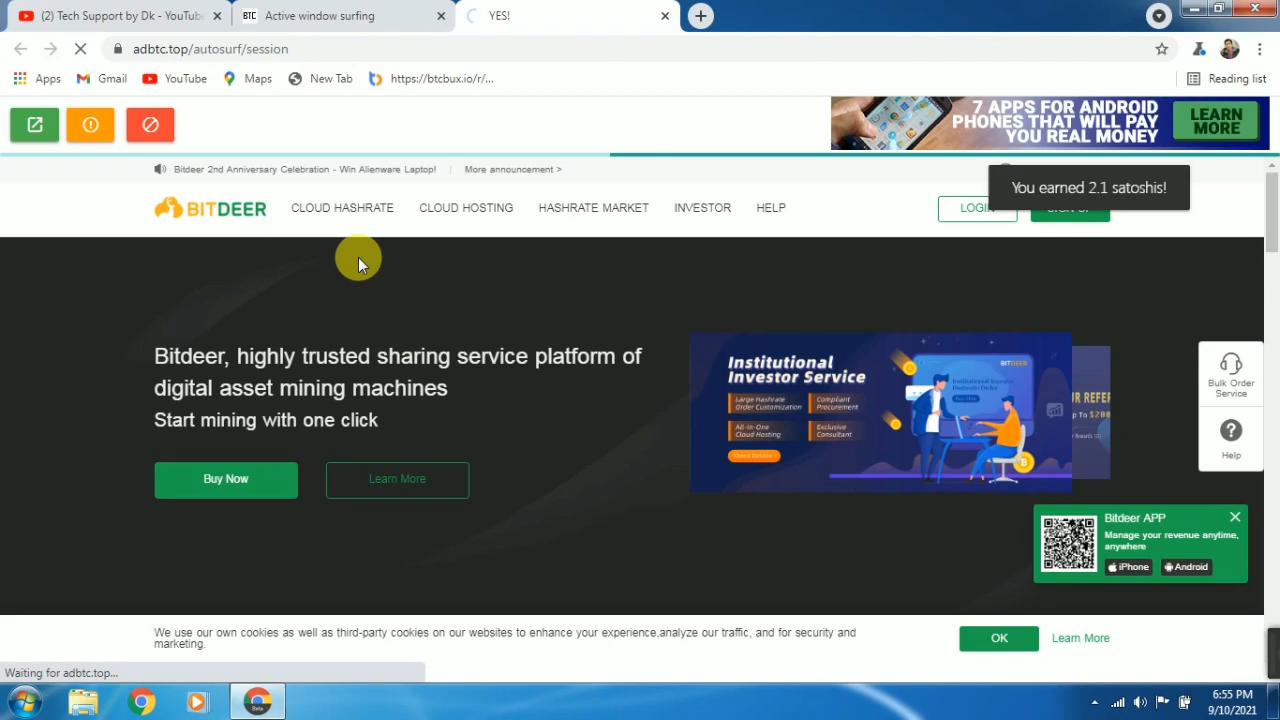 (2) Tech Support by Dk - YouTube
BTC Active window surfing
YES!
adbtc.top/autosurf/session
Apps
Gmail
YouTube
Maps
New Tab
https://btcbux.io/r/...
Reading list
7 APPS FOR ANDROID
PHONES THAT WILL PAY
YOU REAL MONEY
LEARN
MORE
Bitdeer 2nd Anniversary Celebration - Win Alienware Laptop!
More announcement >
You earned 2.1 satoshis!
BITDEER
CLOUD HASHRATE
CLOUD HOSTING
HASHRATE MARKET
INVESTOR
HELP
LOGIN
Bitdeer, highly trusted sharing service platform of
digital asset mining machines
Start mining with one click
Buy Now
Learn More
Institutional
Investor Service
BITDEER
Large Hashrate
Order Customization
Compliant
Procurement
All-in-One
Cloud Hosting
Exclusive
Consultant
UR REFER
Bulk Order
Service
Help
Bitdeer APP
Manage your revenue anytime,
anywhere
iPhone
Android
We use our own cookies as well as third-party cookies on our websites to enhance your experience,analyze our traffic, and for security and
marketing.
OK
Learn More
Waiting for adbtc.top...
Beta
6:55 PM
9/10/2021